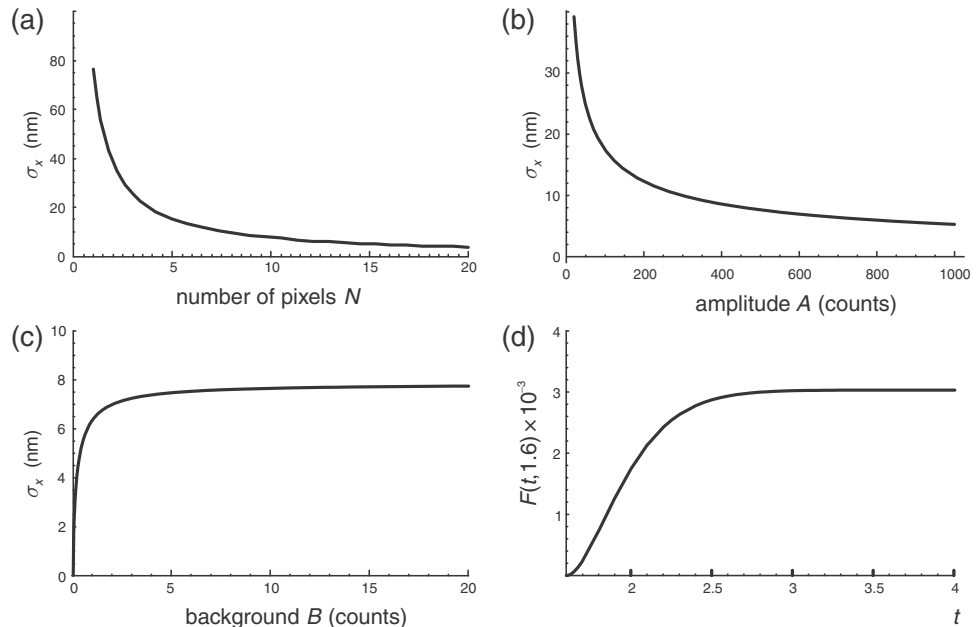 (a)
80
60
40
20
0
σx (nm)
0 5 10 15 20
number of pixels N
(b)
30
20
10
0
σx (nm)
0 200 400 600 800 1000
amplitude A (counts)
(c)
10
8
6
4
2
0
σx (nm)
0 5 10 15 20
background B (counts)
(d)
4
3
2
1
0
F(t,1.6) × 10⁻³
2 2.5 3 3.5 4
t